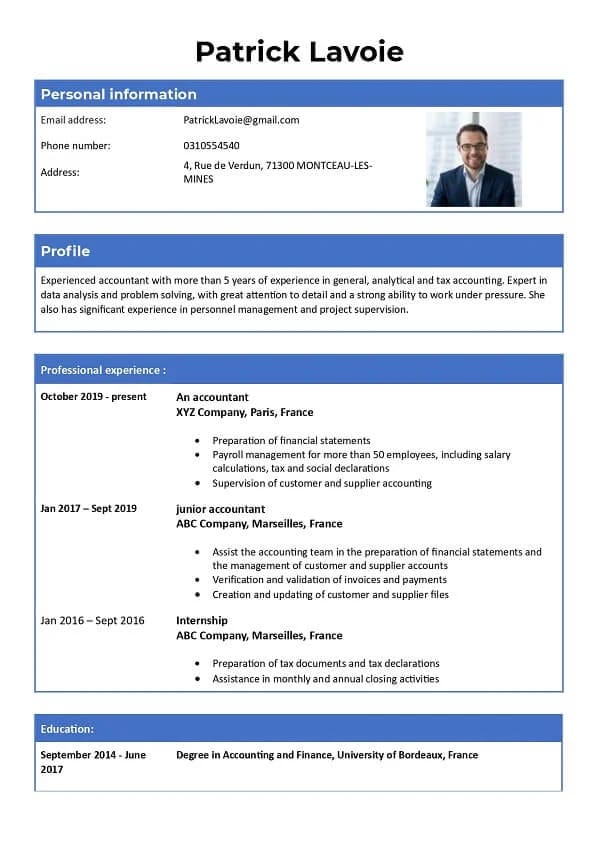 Patrick Lavoie
Personal information
Email address: PatrickLavoie@gmail.com
Phone number: 0310554540
Address: 4, Rue de Verdun, 71300 MONTCEAU-LES-
MINES
Profile
Experienced accountant with more than 5 years of experience in general, analytical and tax accounting. Expert in
data analysis and problem solving, with great attention to detail and a strong ability to work under pressure. She
also has significant experience in personnel management and project supervision.
Professional experience :
October 2019 - present An accountant
XYZ Company, Paris, France
• Preparation of financial statements
• Payroll management for more than 50 employees, including salary
calculations, tax and social declarations
• Supervision of customer and supplier accounting
Jan 2017 – Sept 2019 junior accountant
ABC Company, Marseilles, France
• Assist the accounting team in the preparation of financial statements and
the management of customer and supplier accounts
• Verification and validation of invoices and payments
• Creation and updating of customer and supplier files
Jan 2016 – Sept 2016 Internship
ABC Company, Marseilles, France
• Preparation of tax documents and tax declarations
• Assistance in monthly and annual closing activities
Education:
September 2014 - June Degree in Accounting and Finance, University of Bordeaux, France
2017